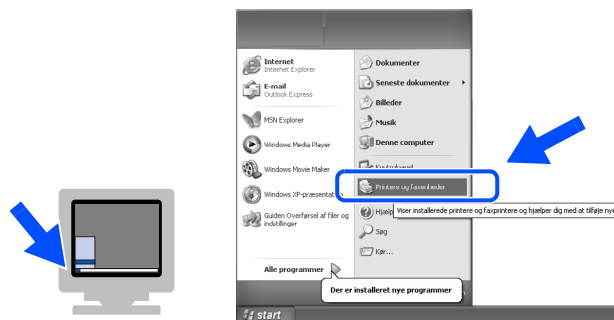 Internet
Internet Explorer
E-mail
Outlook Express
MSN Explorer
Windows Media Player
Windows Movie Maker
Windows XP-præsentation
Guiden Overførsel af filer og
indstillinger
Alle programmer
Dokumenter
Seneste dokumenter
Billeder
Musik
Denne computer
Kontrolpanel
Printere og faxenheder
Hjælp
Viser installerede printere og faxprintere og hjælper dig med at tilføje nye
Søg
Kør...
Der er installeret nye programmer
start